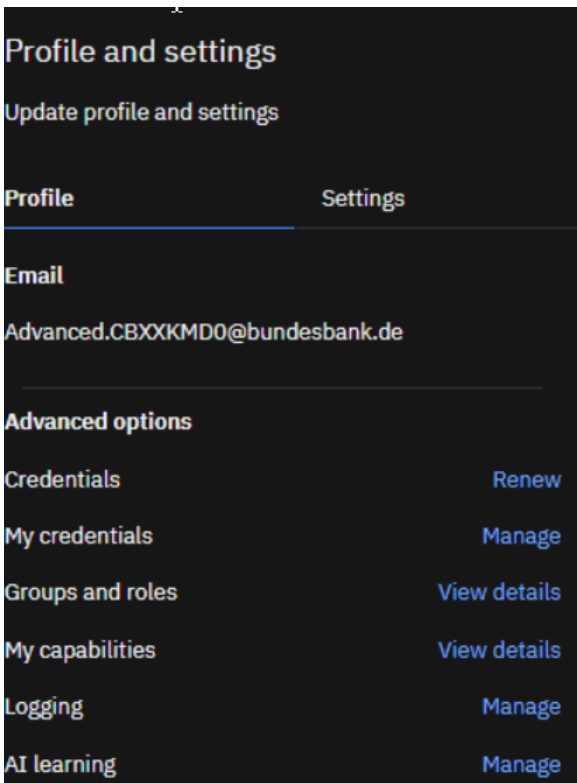 Profile and settings
Update profile and settings
Profile Settings
Email
Advanced.CBXXKMD0@bundesbank.de
Advanced options
Credentials Renew
My credentials Manage
Groups and roles View details
My capabilities View details
Logging Manage
AI learning Manage